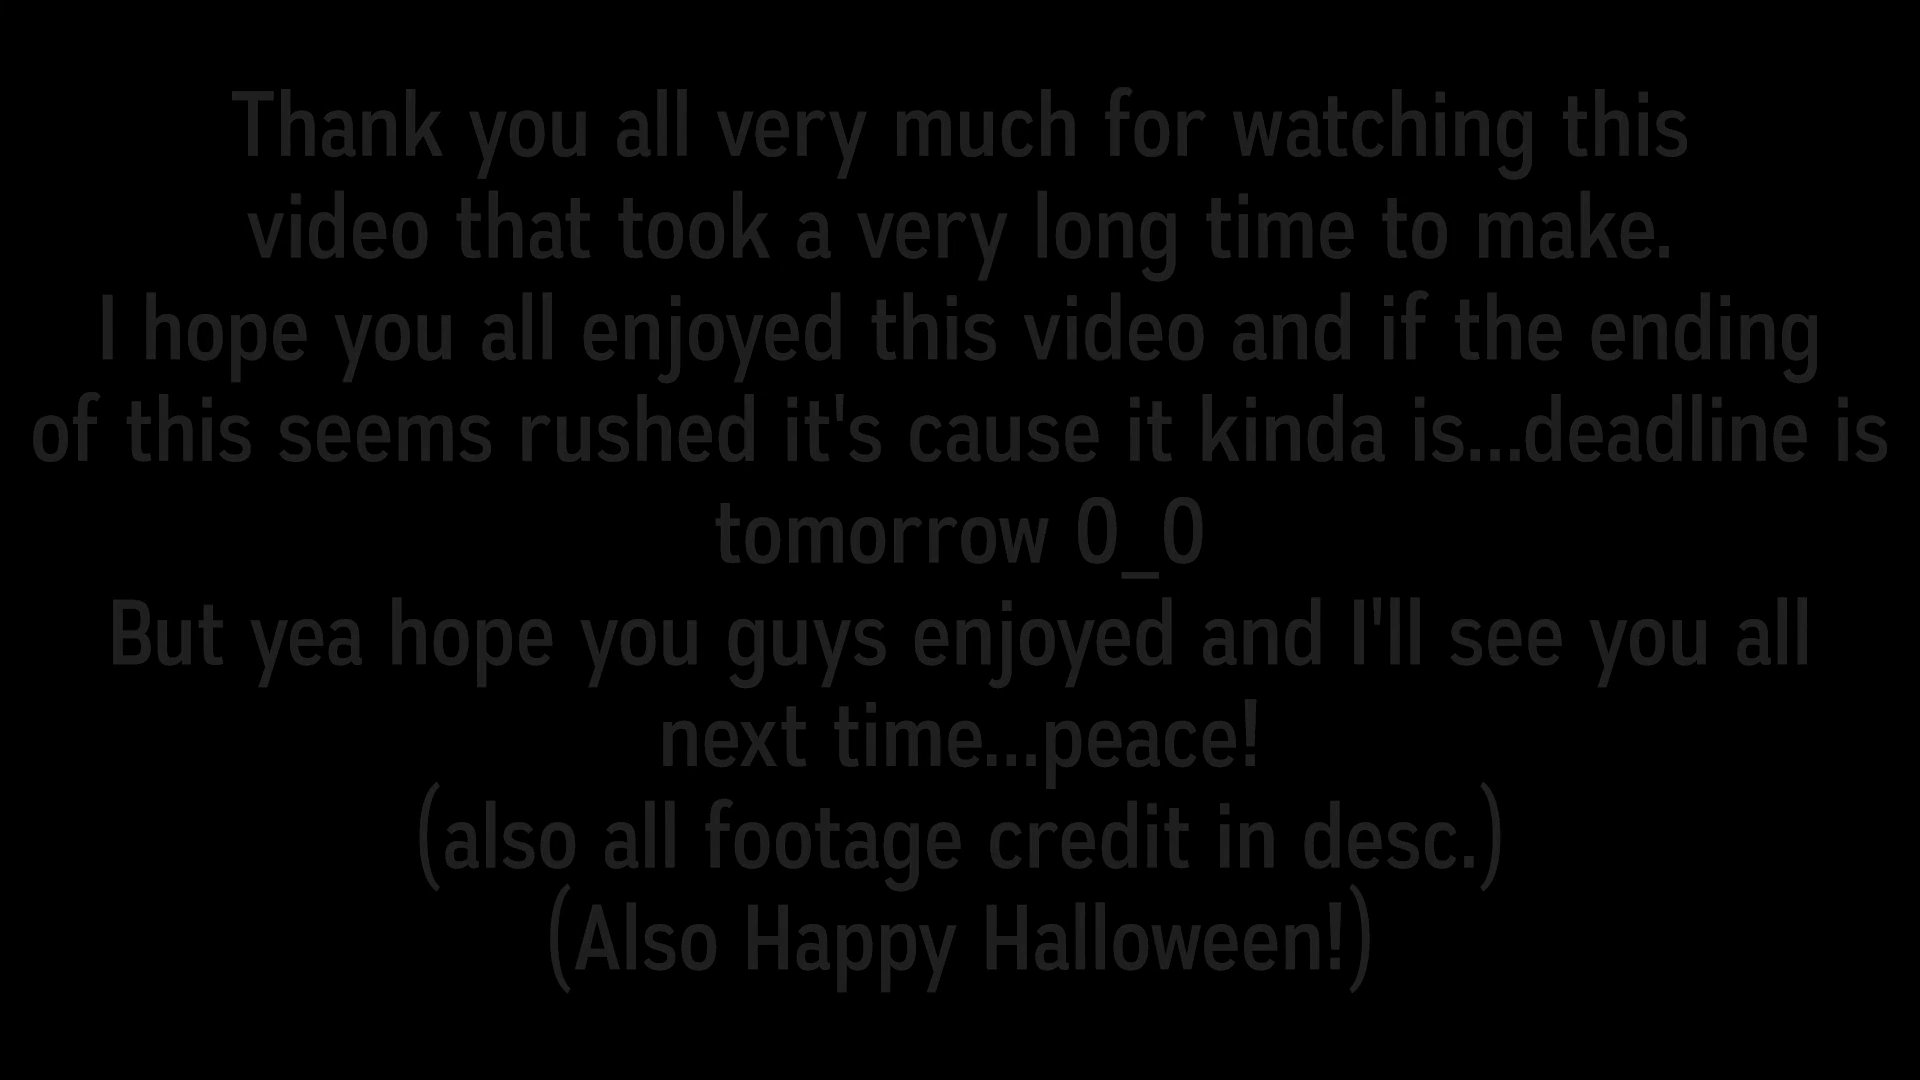 Thank you all very much for watching this
video that took a very long time to make.
I hope you all enjoyed this video and if the ending
of this seems rushed it's cause it kinda is...deadline is
tomorrow 0_0
But yea hope you guys enjoyed and I'll see you all
next time...peace!
(also all footage credit in desc.)
(Also Happy Halloween!)